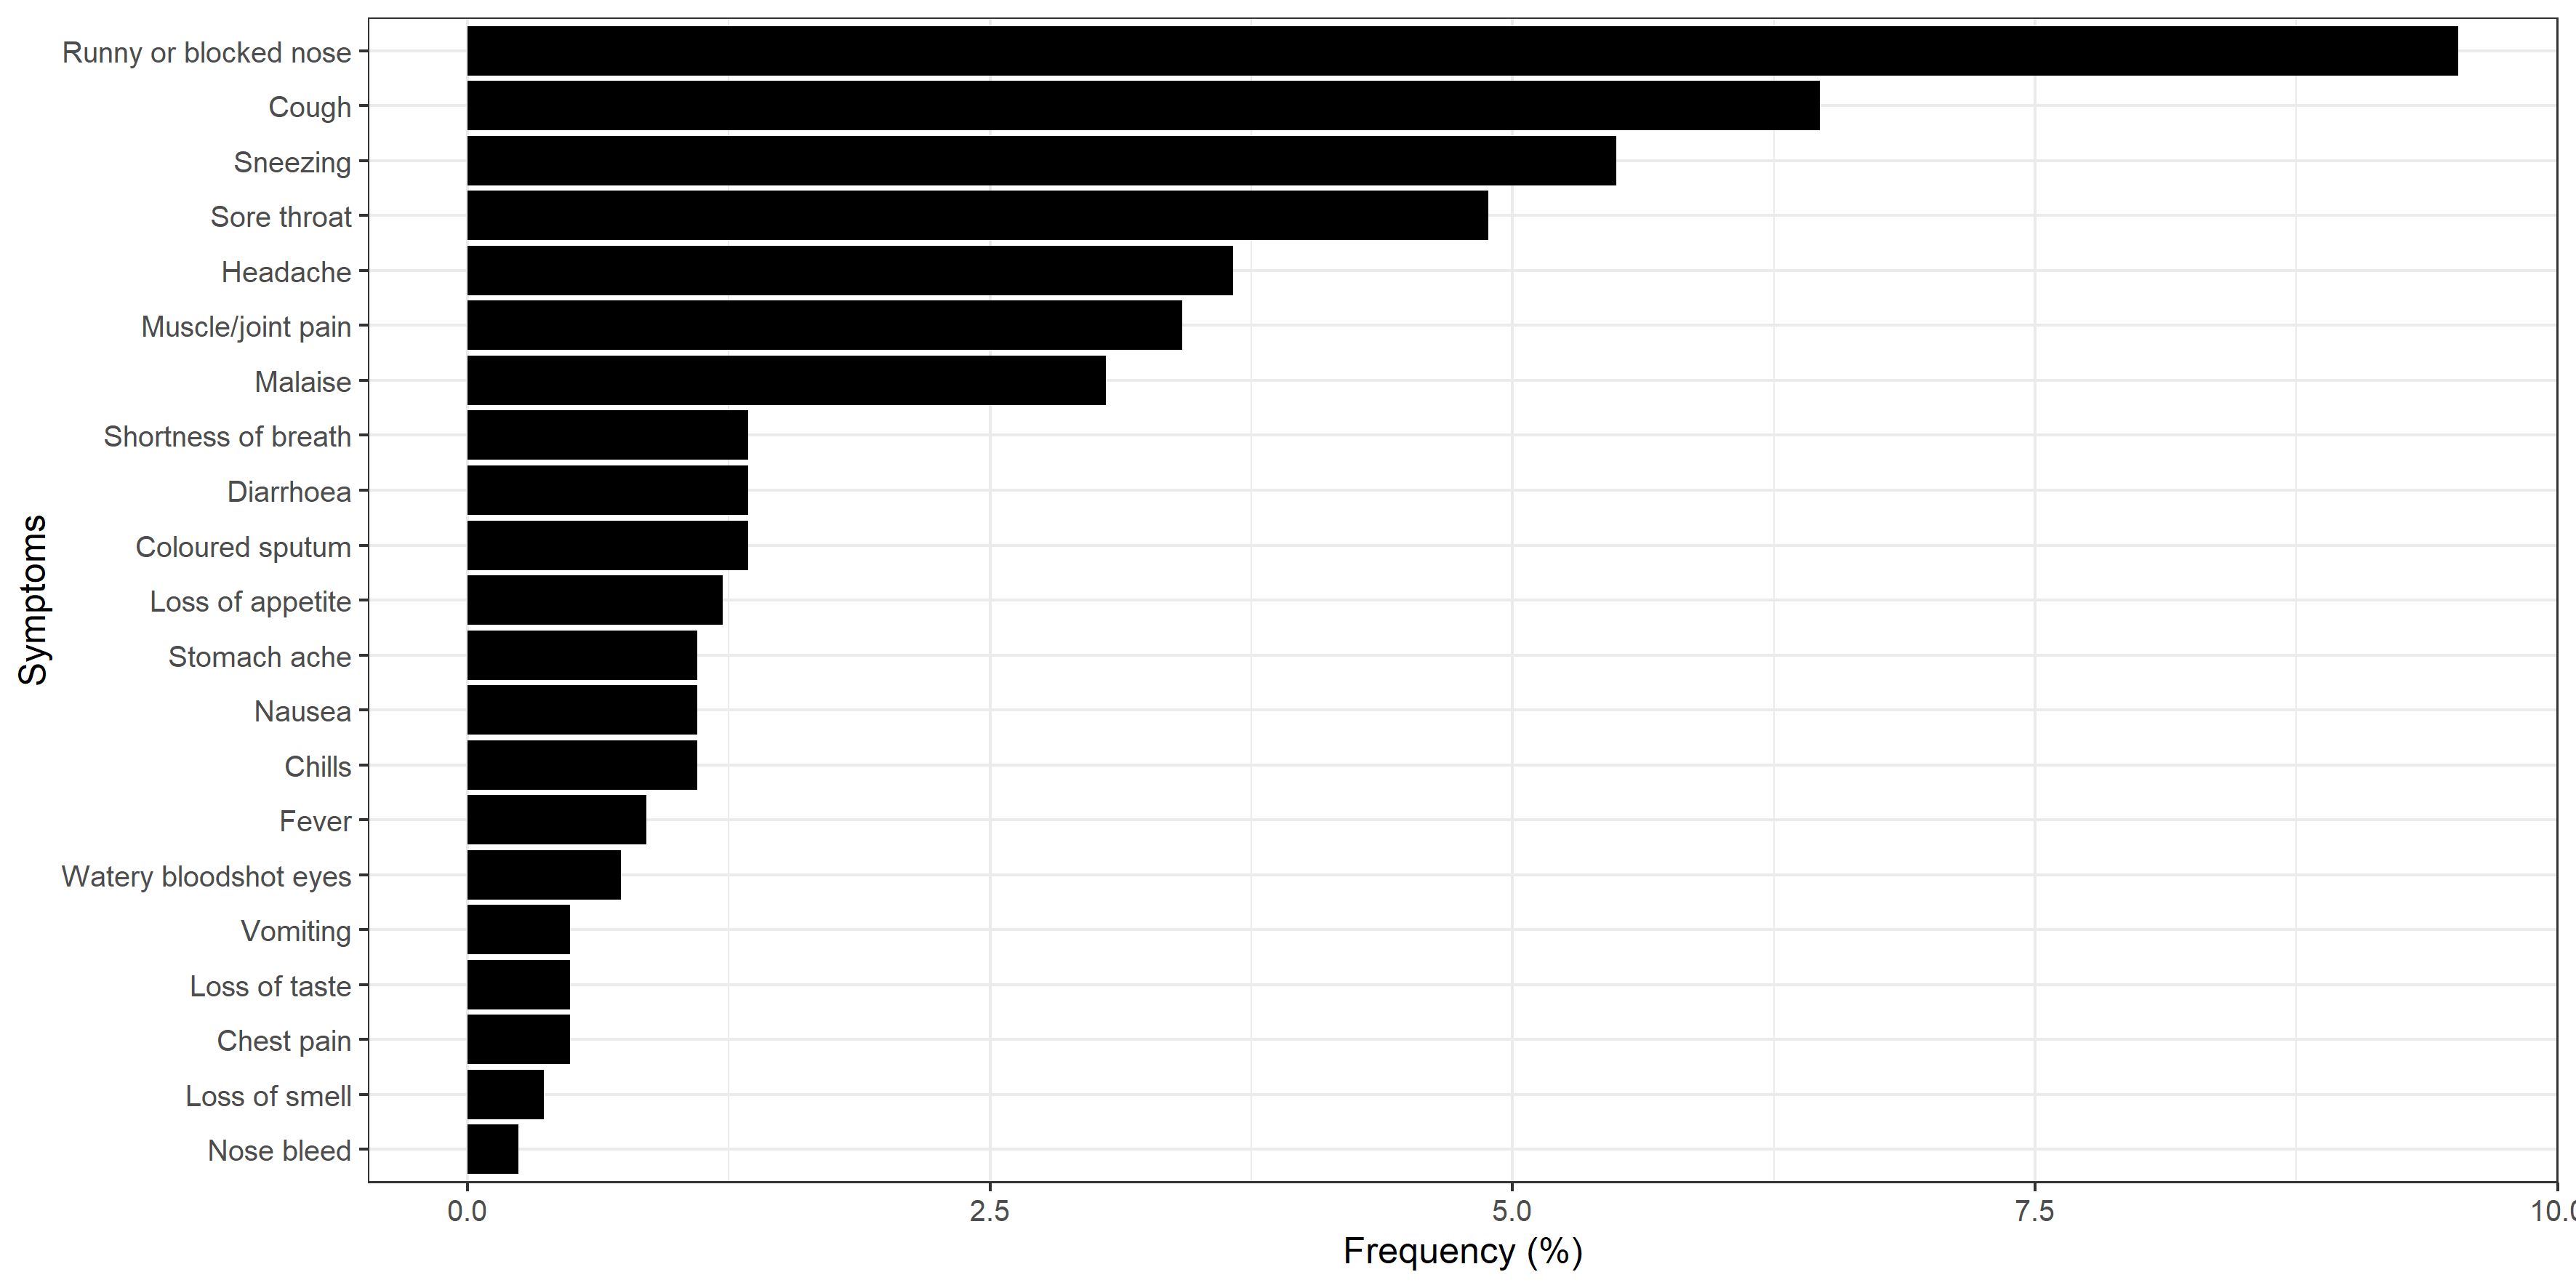 Runny or blocked nose
Cough
Sneezing
Sore throat
Headache
Muscle/joint pain
Malaise
Shortness of breath
Diarrhoea
Coloured sputum
Loss of appetite
Stomach ache
Nausea
Chills
Fever
Watery bloodshot eyes
Vomiting
Loss of taste
Chest pain
Loss of smell
Nose bleed
Symptoms
0.0 2.5 5.0 7.5 10.0
Frequency (%)